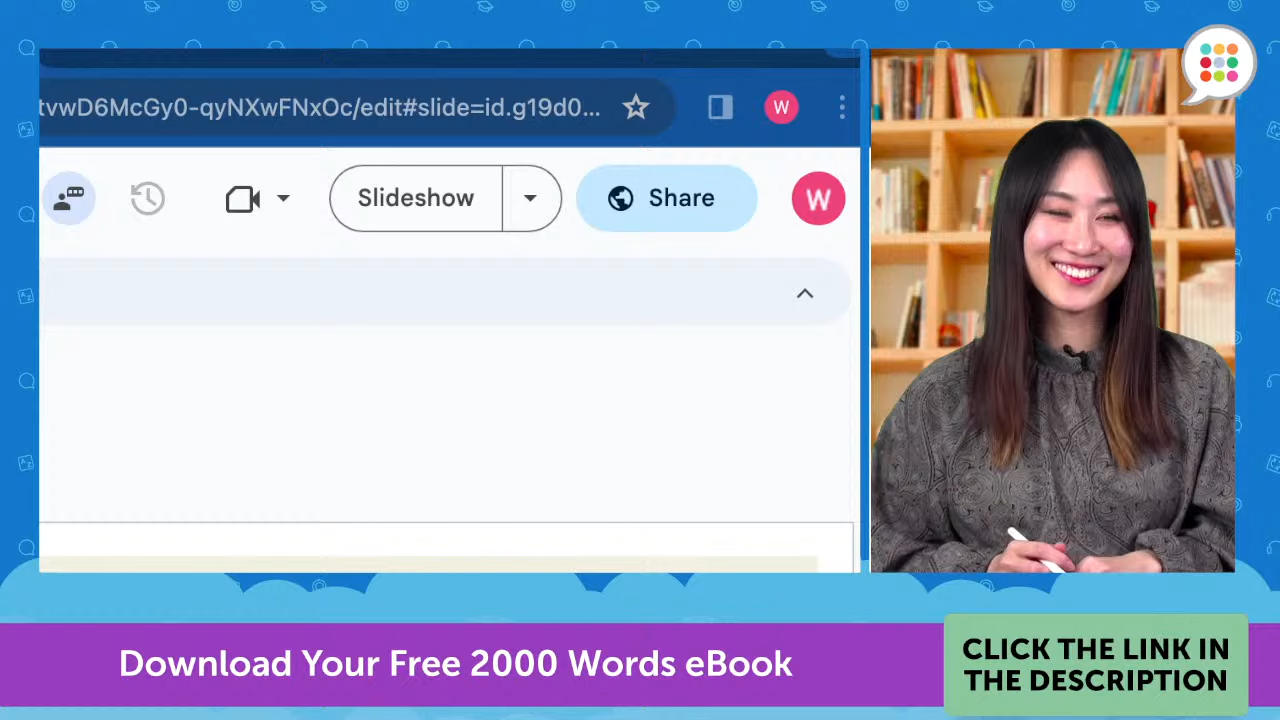 tvwD6McGy0-qyNXwFNxOc/edit#slide=id.g19d0...
W
Slideshow
Share
W
Download Your Free 2000 Words eBook
CLICK THE LINK IN
THE DESCRIPTION